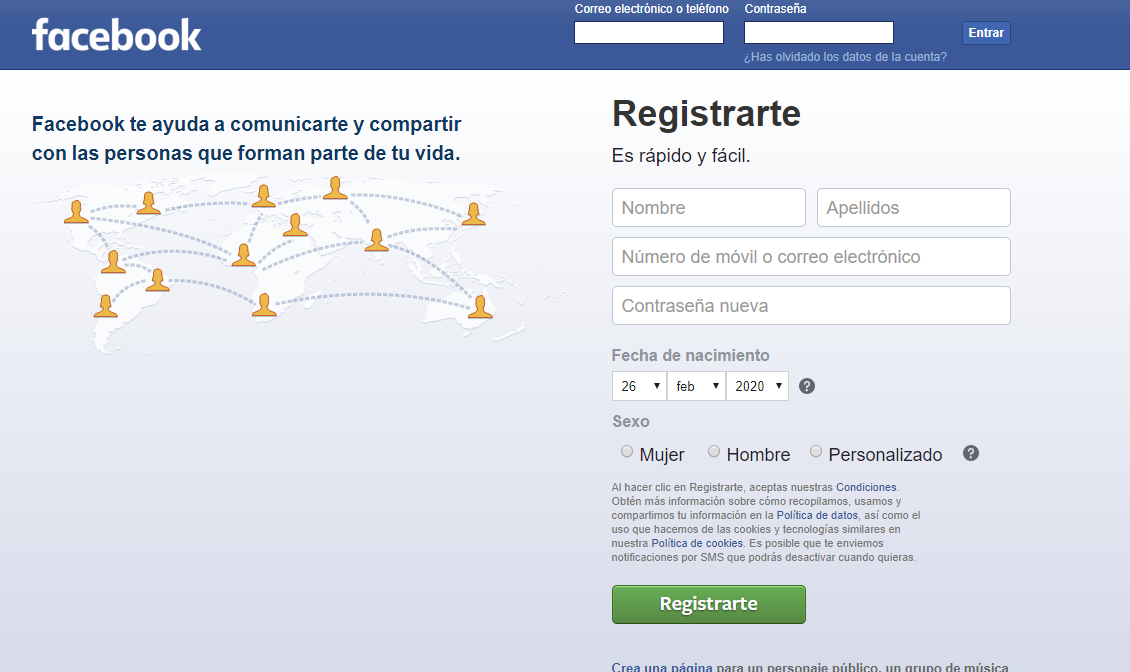 facebook
Correo electrónico o teléfono
Contraseña
Entrar
¿Has olvidado los datos de la cuenta?
Facebook te ayuda a comunicarte y compartir
con las personas que forman parte de tu vida.
Registrarte
Es rápido y fácil.
Nombre
Apellidos
Número de móvil o correo electrónico
Contraseña nueva
Fecha de nacimiento
26 feb 2020 ?
Sexo
Mujer Hombre Personalizado ?
Al hacer clic en Registrarte, aceptas nuestras Condiciones.
Obtén más información sobre cómo recopilamos, usamos y
compartimos tu información en la Política de datos, así como el
uso que hacemos de las cookies y tecnologías similares en
nuestra Política de cookies. Es posible que te enviemos
notificaciones por SMS que podrás desactivar cuando quieras.
Registrarte
Crea una página para un personaje público, un grupo de música